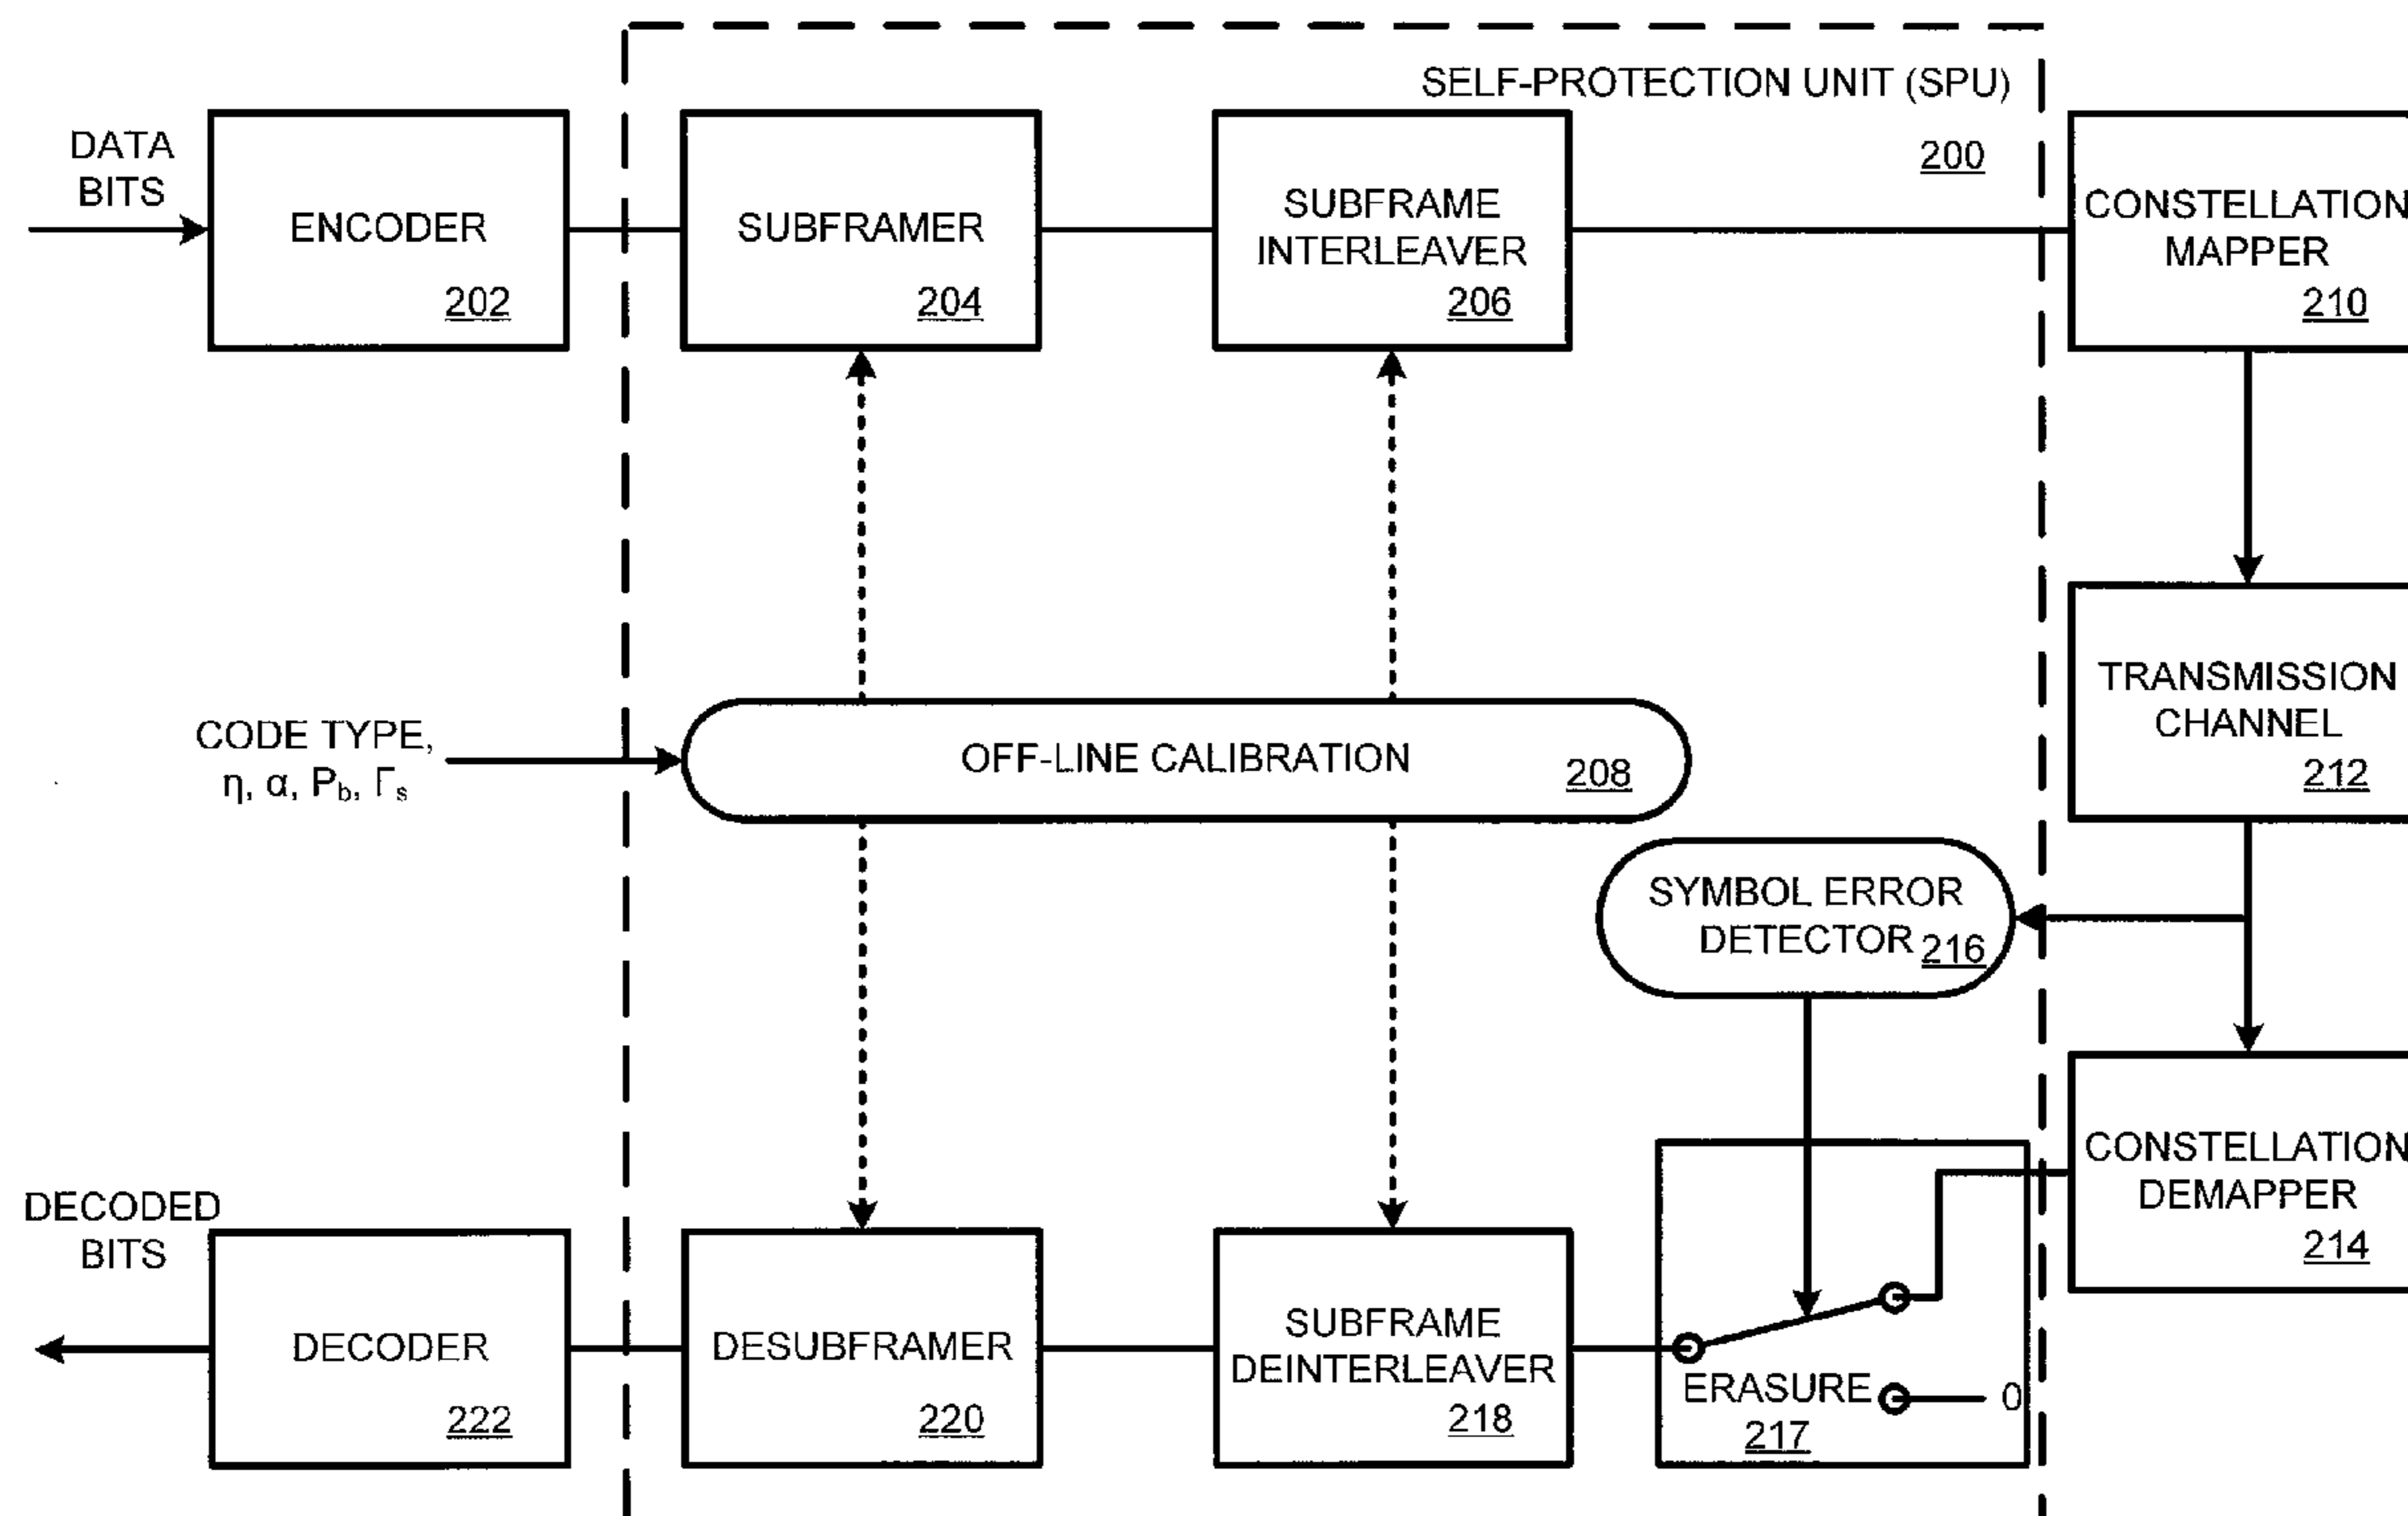 SELF-PROTECTION UNIT (SPU)
200
DATA
BITS
ENCODER
202
SUBFRAMER
204
SUBFRAME
INTERLEAVER
206
CONSTELLATION
MAPPER
210
TRANSMISSION
CHANNEL
212
CODE TYPE,
η, α, Pb, Γs
OFF-LINE CALIBRATION
208
SYMBOL ERROR
DETECTOR
216
CONSTELLATION
DEMAPPER
214
DECODED
BITS
DECODER
222
DESUBFRAMER
220
SUBFRAME
DEINTERLEAVER
218
ERASURE
217
0